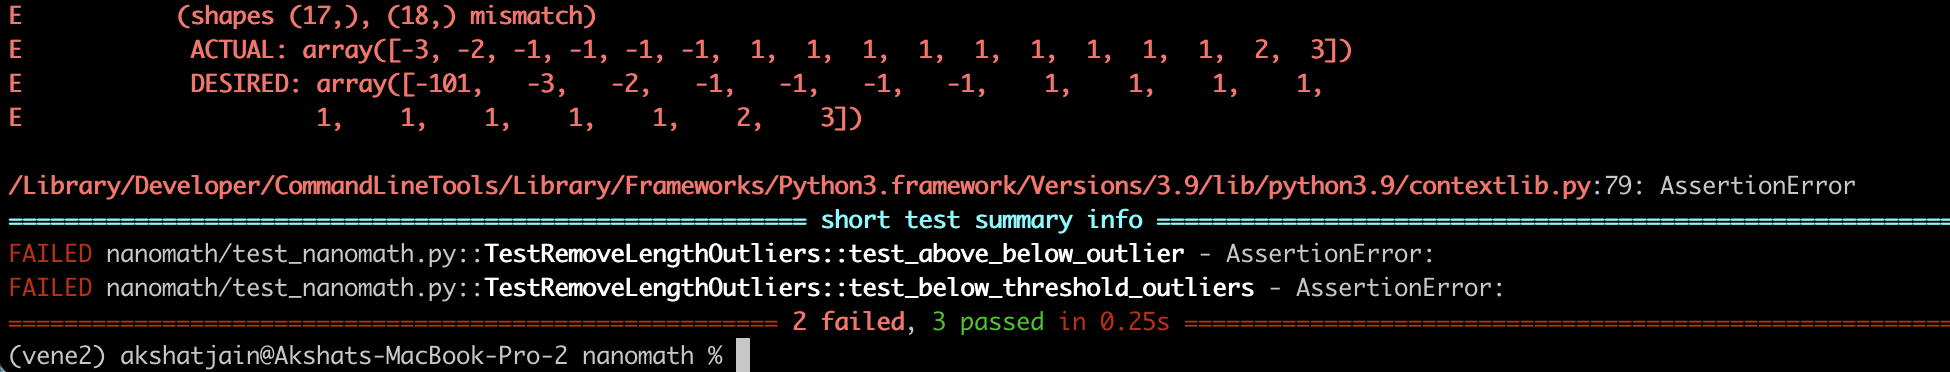 E           (shapes (17,), (18,) mismatch)
E            ACTUAL: array([-3, -2, -1, -1, -1, -1,  1,  1,  1,  1,  1,  1,  1,  1,  1,  2,  3])
E            DESIRED: array([-101,   -3,   -2,   -1,   -1,   -1,   -1,    1,    1,    1,    1,
E                     1,    1,    1,    1,    1,    2,    3])
/Library/Developer/CommandLineTools/Library/Frameworks/Python3.framework/Versions/3.9/lib/python3.9/contextlib.py:79: AssertionError
========================================================= short test summary info =========================================================
FAILED nanomath/test_nanomath.py::TestRemoveLengthOutliers::test_above_below_outlier - AssertionError:
FAILED nanomath/test_nanomath.py::TestRemoveLengthOutliers::test_below_threshold_outliers - AssertionError:
======================================================= 2 failed, 3 passed in 0.25s =======================================================
(vene2) akshatjain@Akshats-MacBook-Pro-2 nanomath %